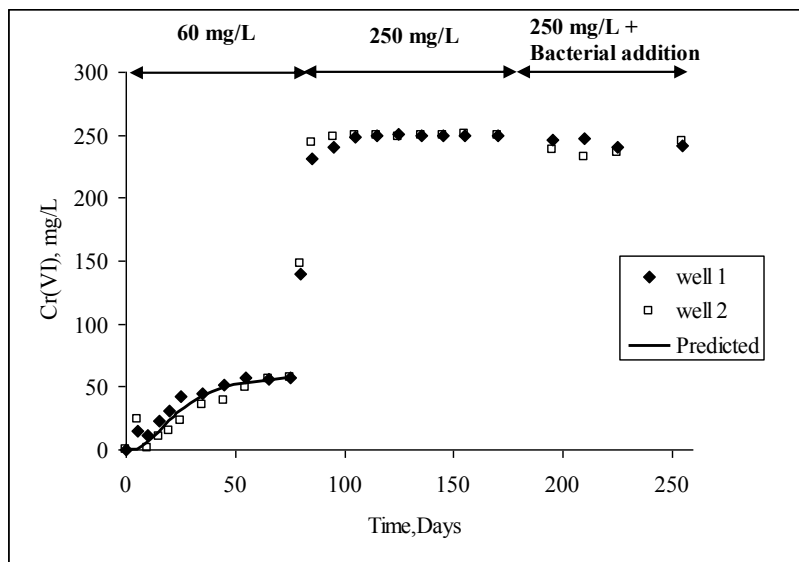 60 mg/L
250 mg/L
250 mg/L +
Bacterial addition
300
250
200
150
100
50
0
Cr(VI), mg/L
0
50
100
150
200
250
Time,Days
well 1
well 2
Predicted